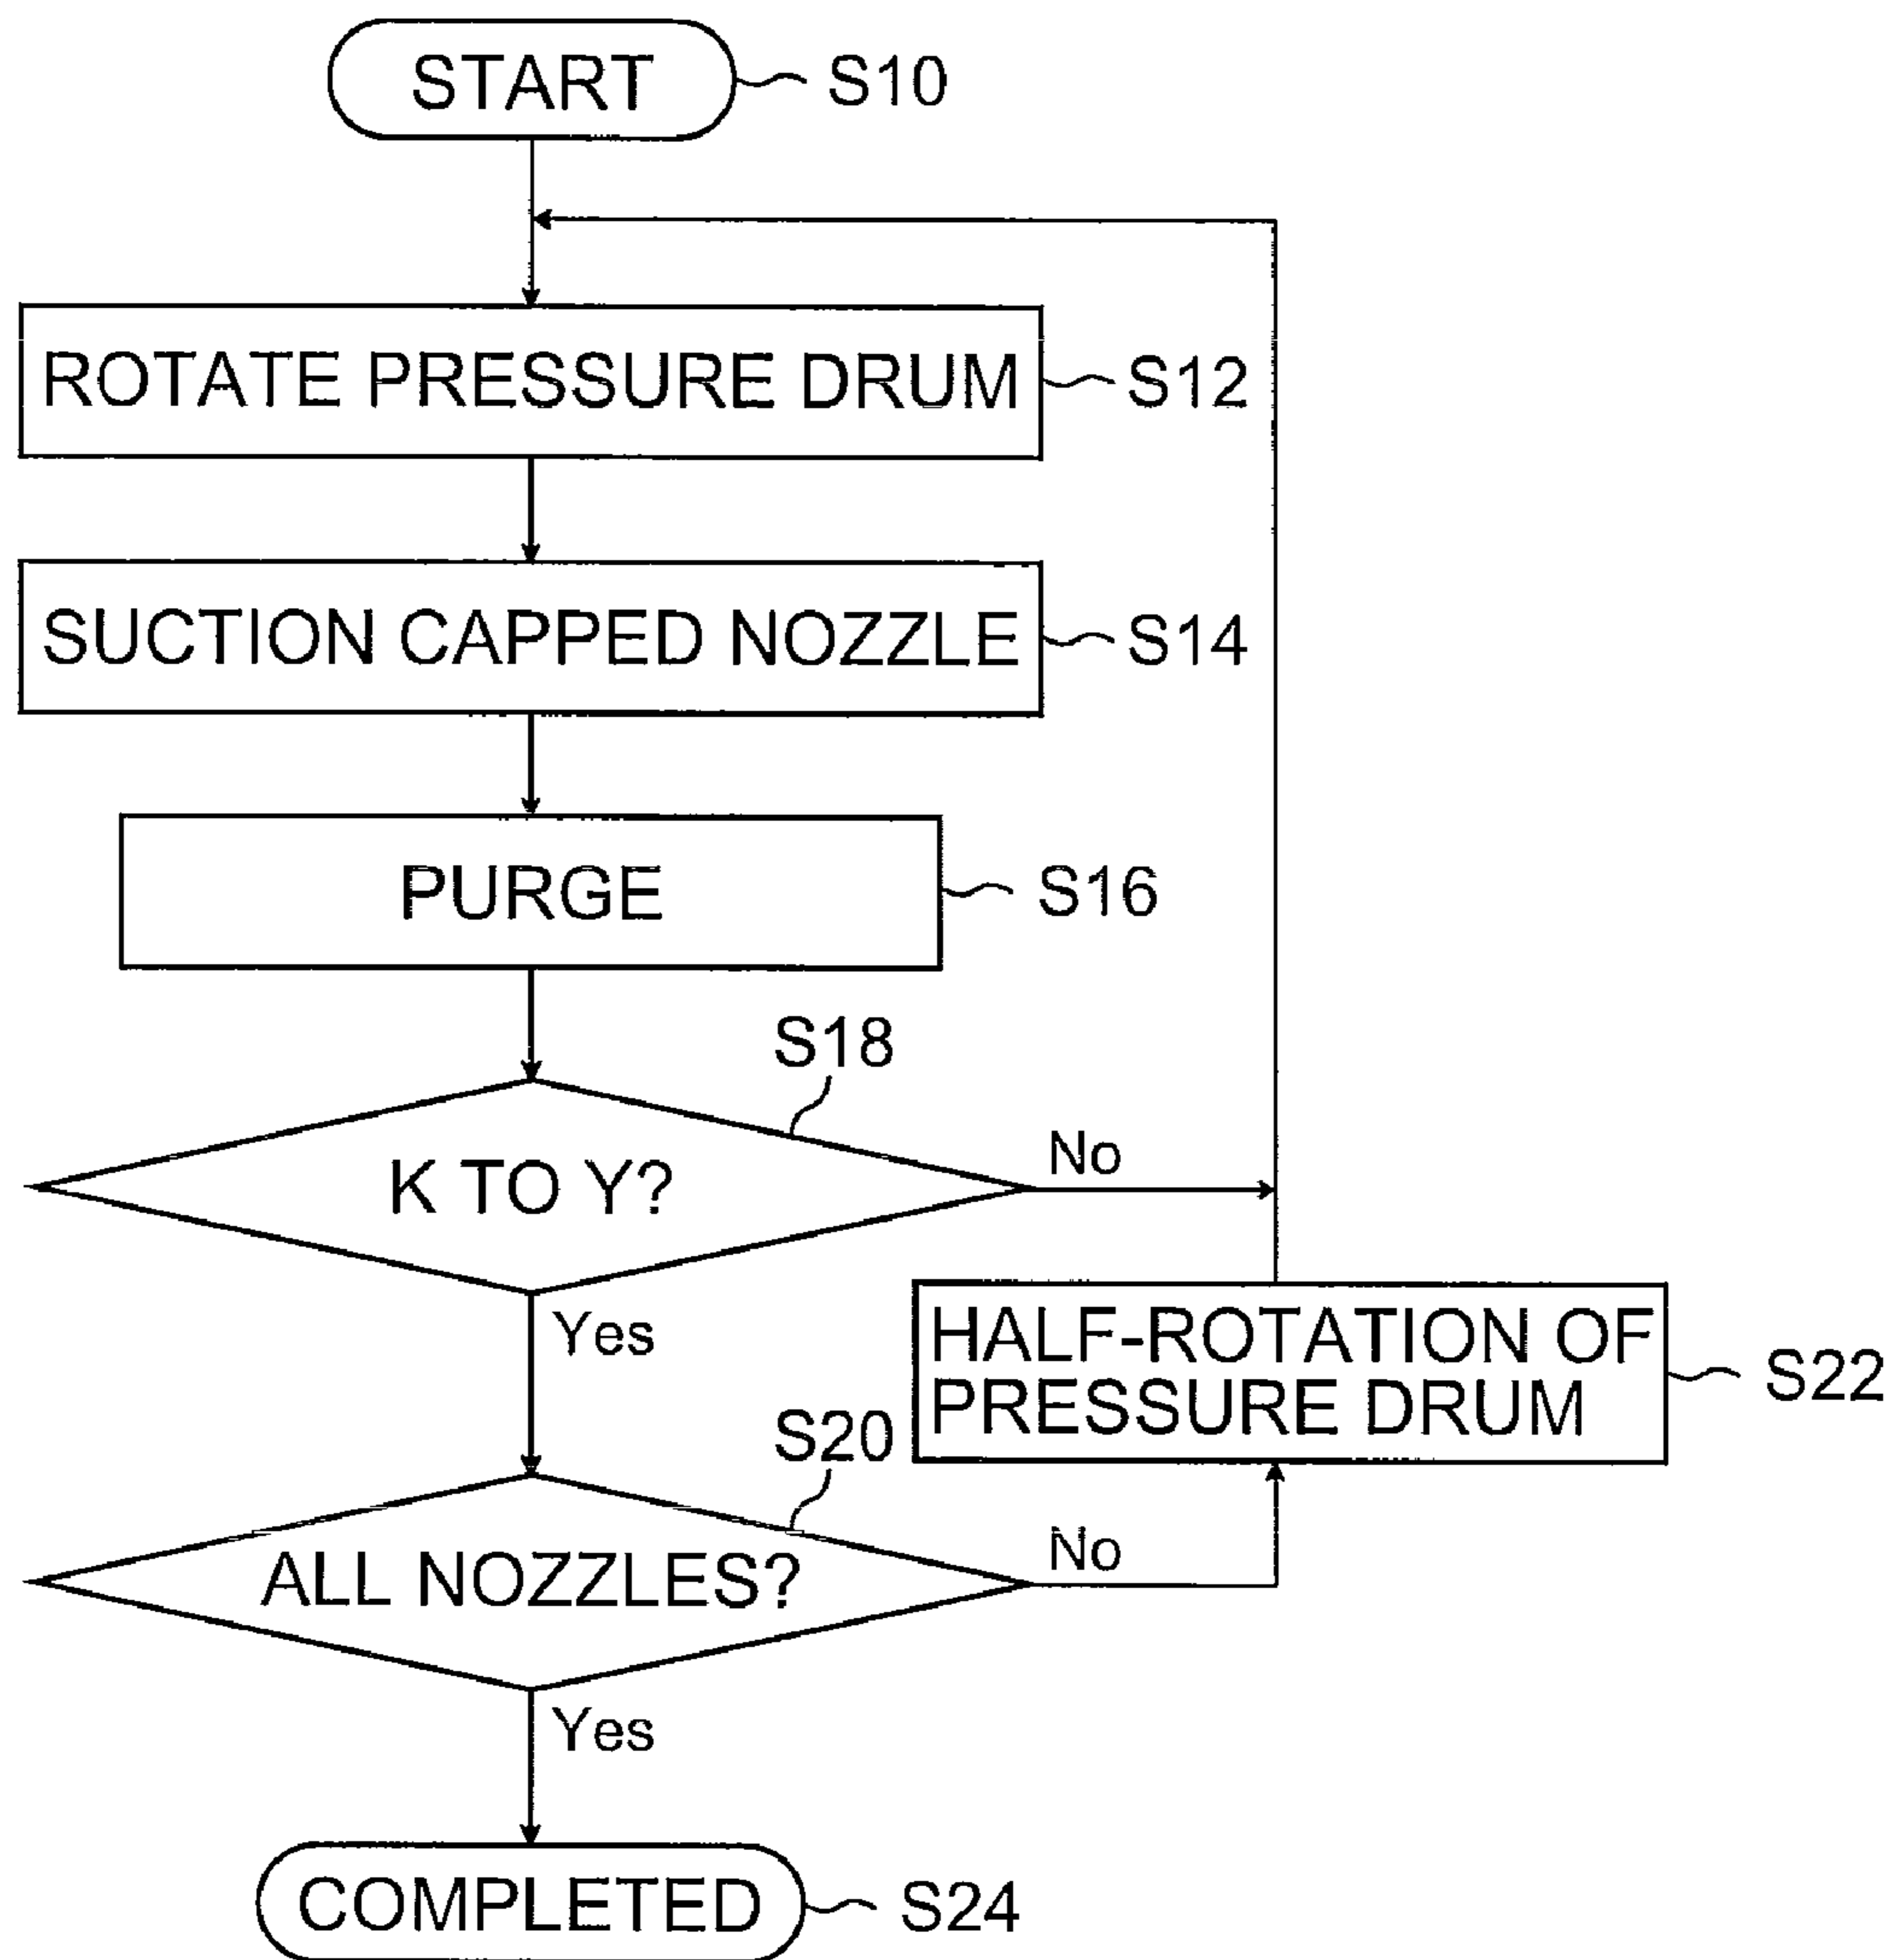 START
S10
ROTATE PRESSURE DRUM
S12
SUCTION CAPPED NOZZLE
S14
PURGE
S16
S18
K TO Y?
No
Yes
HALF-ROTATION OF
PRESSURE DRUM
S22
S20
ALL NOZZLES?
No
Yes
COMPLETED
S24